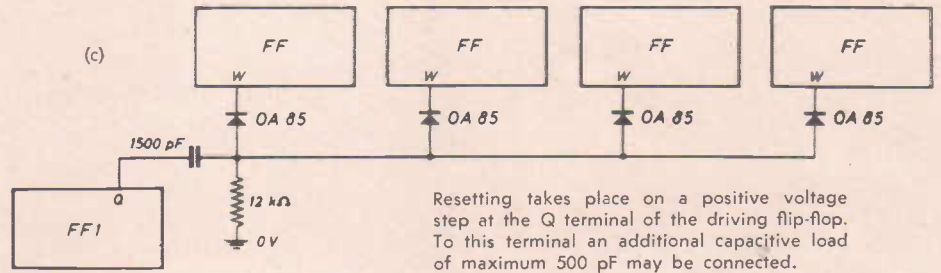 (c)
FF
FF
FF
FF
W
W
W
W
OA 85
OA 85
OA 85
OA 85
1500 pF
Q
12 kΩ
0 V
FF1
Resetting takes place on a positive voltage
step at the Q terminal of the driving flip-flop.
To this terminal an additional capacitive load
of maximum 500 pF may be connected.